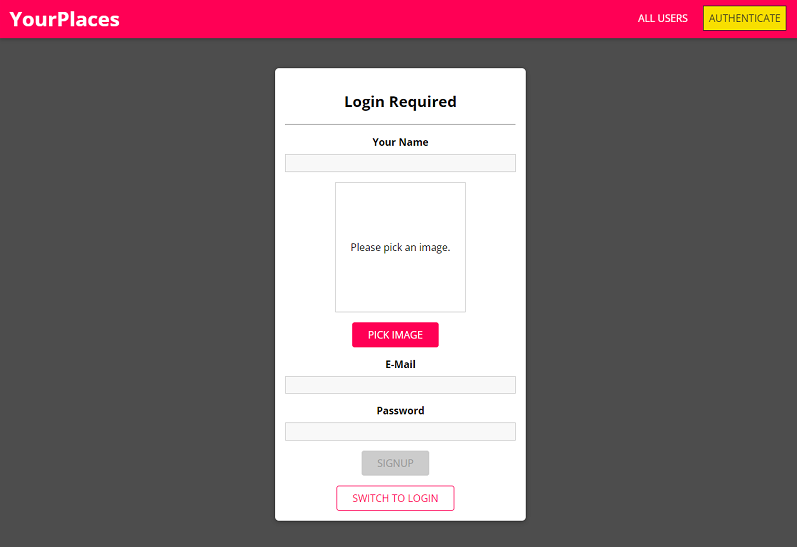 YourPlaces
ALL USERS
AUTHENTICATE
Login Required
Your Name
Please pick an image.
PICK IMAGE
E-Mail
Password
SIGNUP
SWITCH TO LOGIN